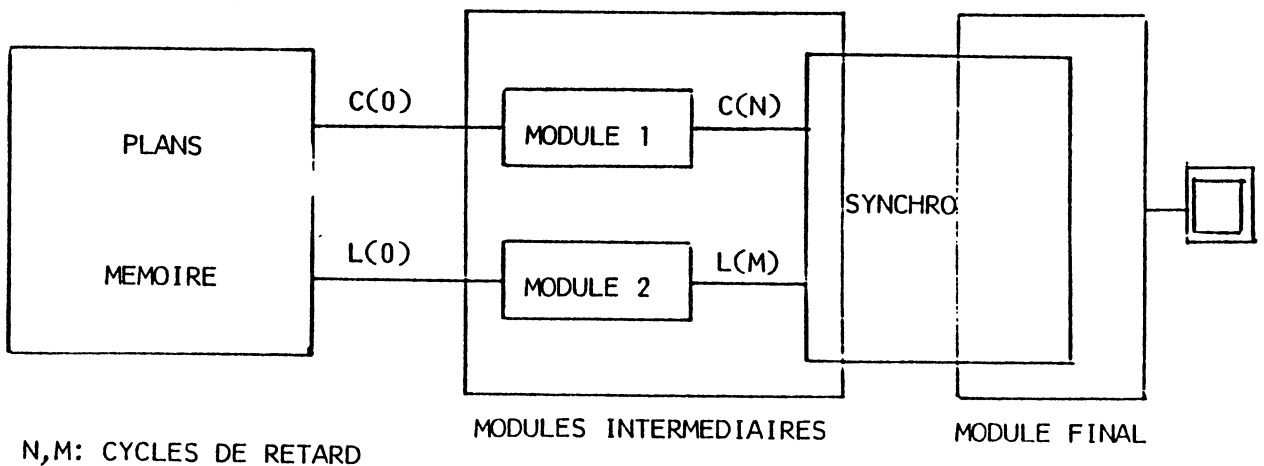 PLANS
MEMOIRE
C(0)
L(0)
MODULE 1
MODULE 2
C(N)
L(M)
SYNCHRO
MODULES INTERMEDIAIRES
MODULE FINAL
N,M: CYCLES DE RETARD